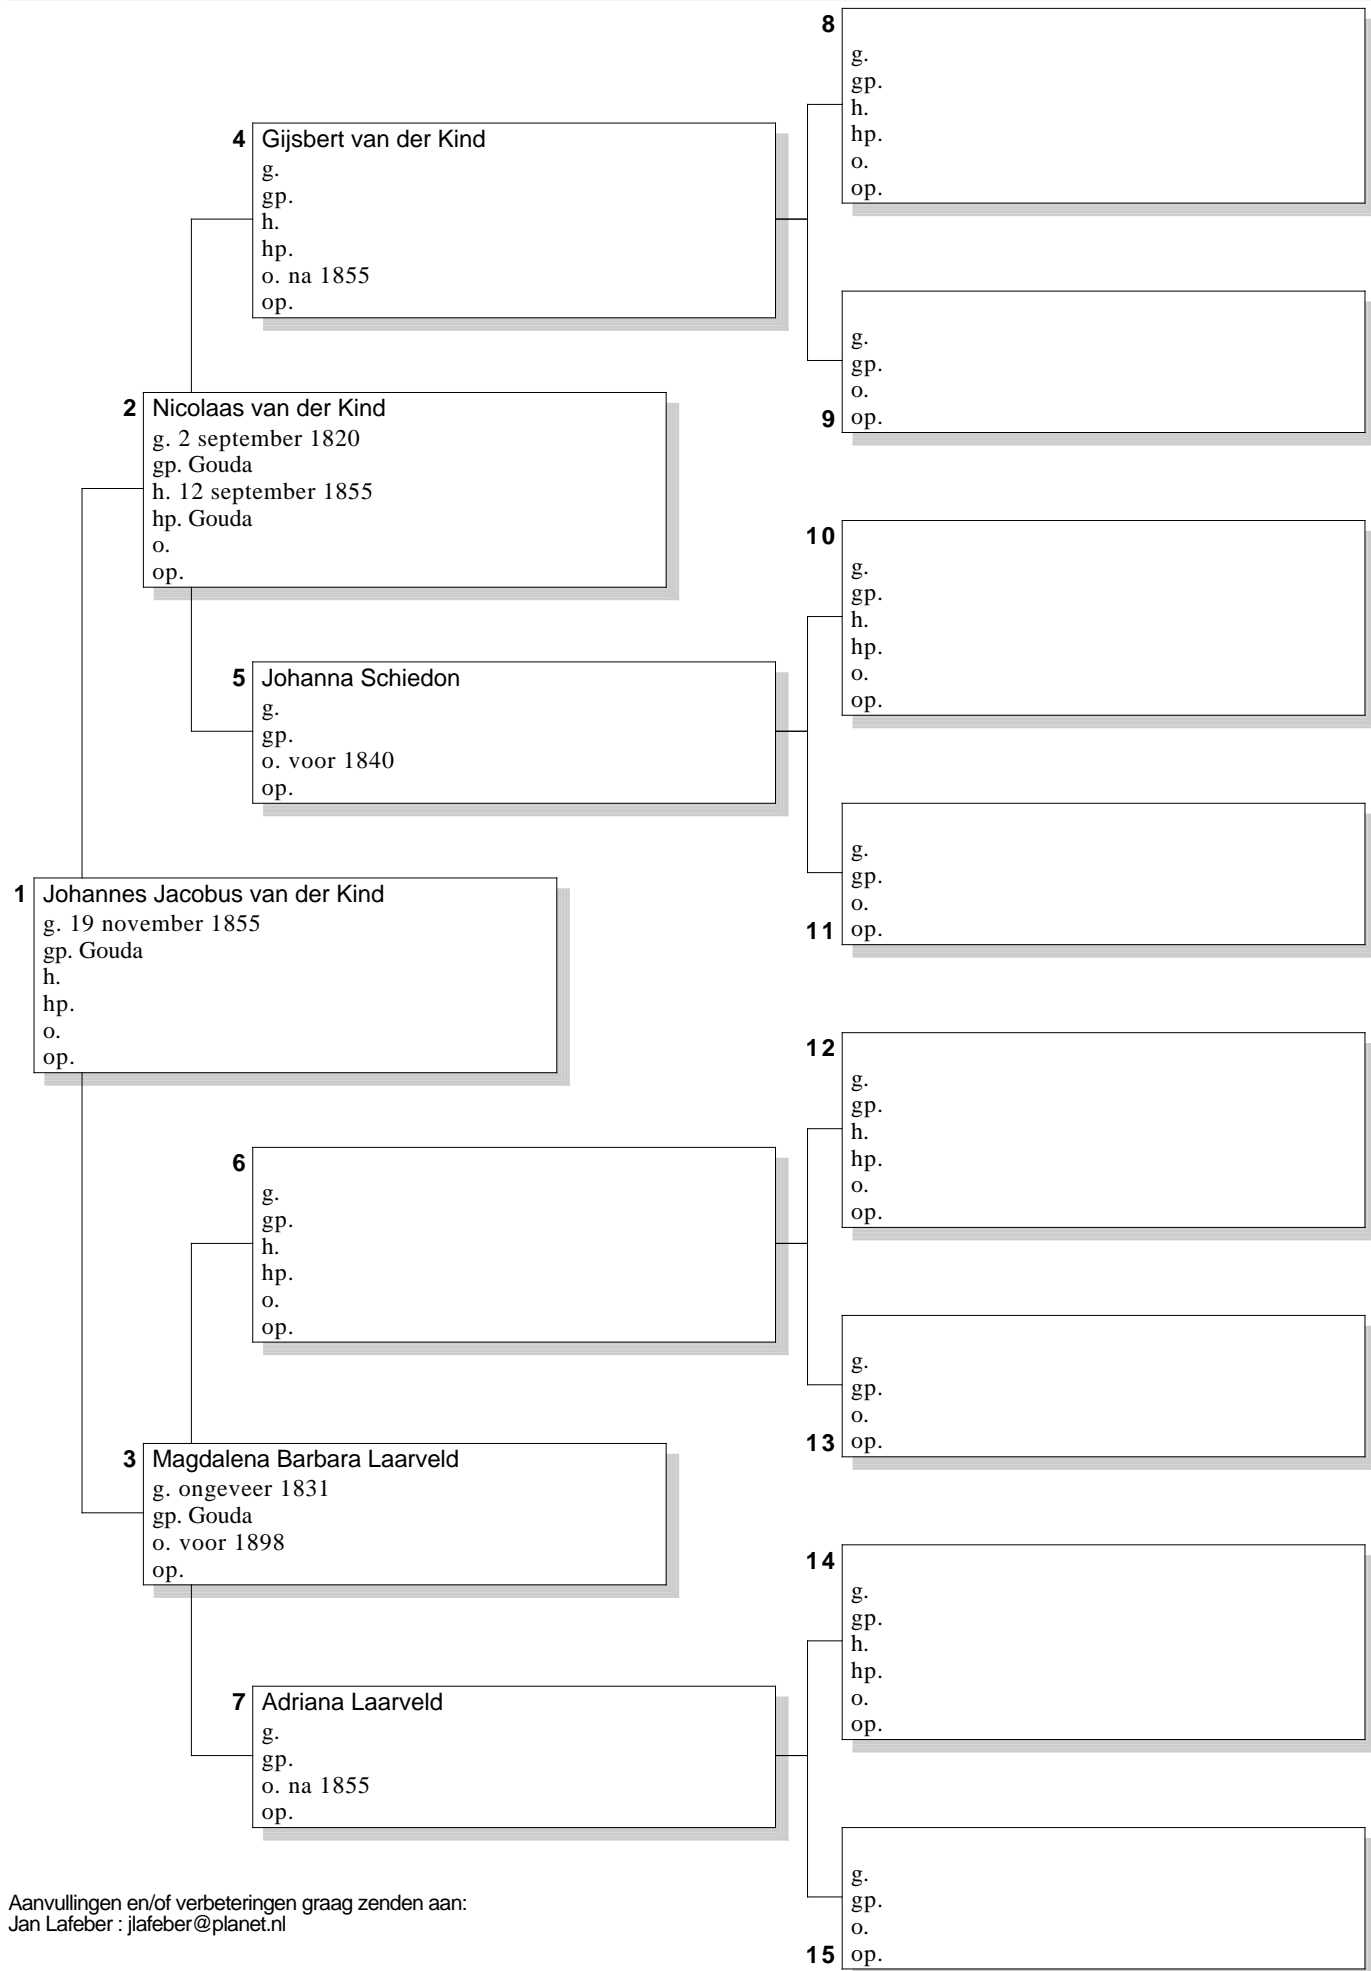 8
g.
gp.
h.
hp.
o.
op.
4 Gijsbert van der Kind
g.
gp.
h.
hp.
o. na 1855
op.
g.
gp.
o.
9 op.
2 Nicolaas van der Kind
g. 2 september 1820
gp. Gouda
h. 12 september 1855
hp. Gouda
o.
op.
10
g.
gp.
h.
hp.
o.
op.
5 Johanna Schiedon
g.
gp.
o. voor 1840
op.
g.
gp.
o.
11 op.
1 Johannes Jacobus van der Kind
g. 19 november 1855
gp. Gouda
h.
hp.
o.
op.
12
g.
gp.
h.
hp.
o.
op.
6
g.
gp.
h.
hp.
o.
op.
g.
gp.
o.
13 op.
3 Magdalena Barbara Laarveld
g. ongeveer 1831
gp. Gouda
o. voor 1898
op.
14
g.
gp.
h.
hp.
o.
op.
7 Adriana Laarveld
g.
gp.
o. na 1855
op.
g.
gp.
o.
15 op.
Aanvullingen en/of verbeteringen graag zenden aan:
Jan Lafeber : jlafeber@planet.nl